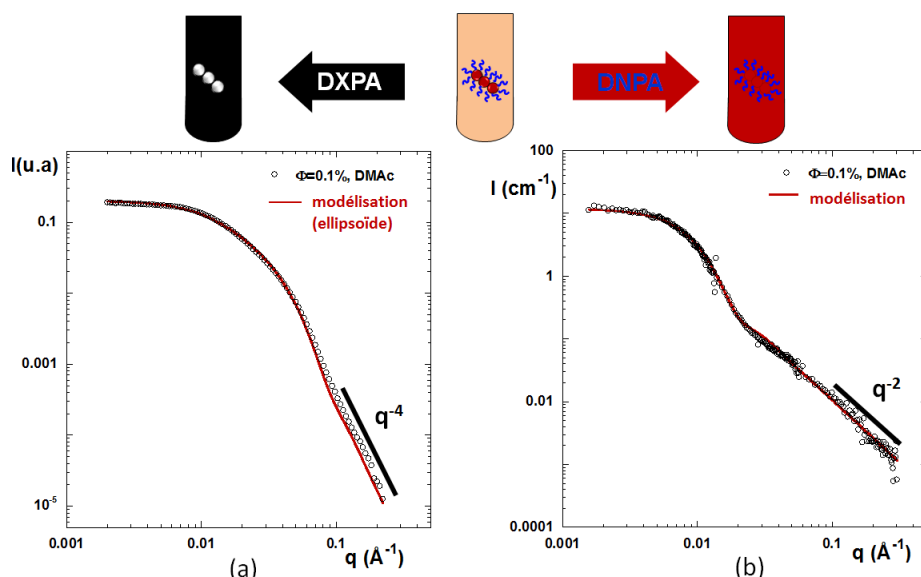 DXPA
DNPA
I(u.a)
Φ=0.1%, DMAc
modélisation
(ellipsoïde)
0.1
0.001
10-5
q-4
0.001
0.01
0.1
q (Å-1)
(a)
100
I (cm-1)
Φ=0.1%, DMAc
modélisation
1
0.01
0.0001
q-2
0.001
0.01
0.1
q (Å-1)
(b)